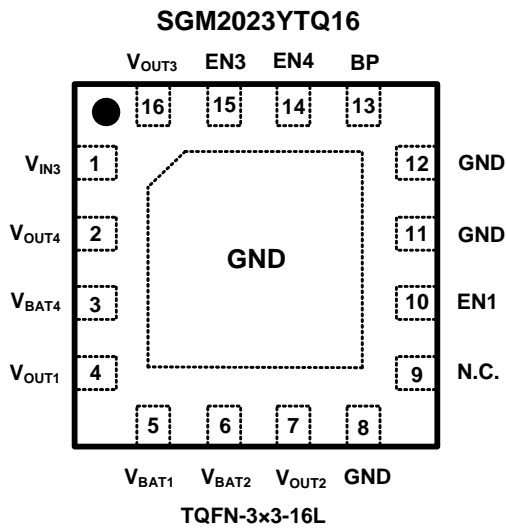 SGM2023YTQ16
VOUT3 EN3 EN4 BP
16 15 14 13
VIN3 1 12 GND
VOUT4 2 11 GND
GND
VBAT4 3 10 EN1
VOUT1 4 9 N.C.
5 6 7 8
VBAT1 VBAT2 VOUT2 GND
TQFN-3×3-16L